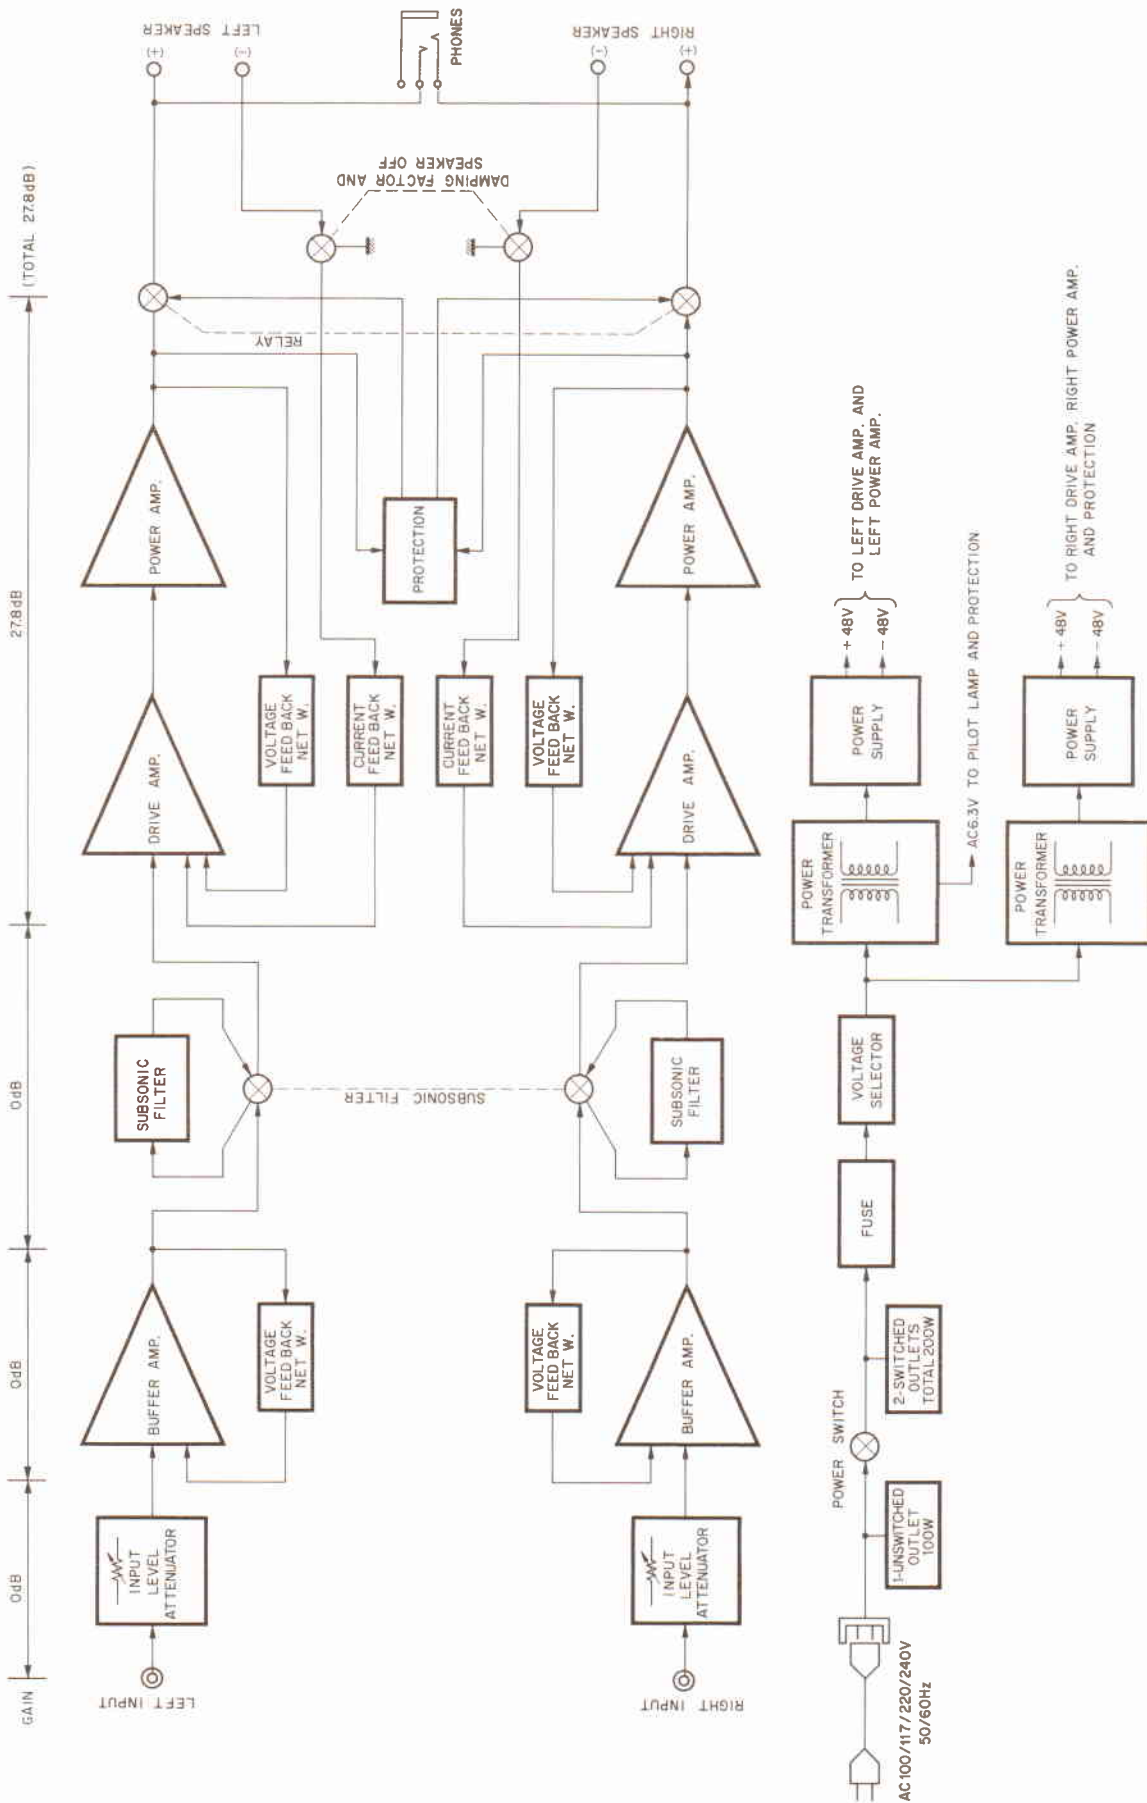 GAIN
0dB
0dB
0dB
27.8dB
(TOTAL 27.8dB)
LEFT INPUT
INPUT
LEVEL
ATTENUATOR
BUFFER AMP.
VOLTAGE
FEED BACK
NET W.
SUBSONIC
FILTER
DRIVE AMP.
VOLTAGE
FEED BACK
NET W.
CURRENT
FEED BACK
NET W.
POWER AMP.
RELAY
PROTECTION
DAMPING FACTOR AND
SPEAKER OFF
(+)
(-)
LEFT SPEAKER
PHONES
SUBSONIC FILTER
RIGHT INPUT
INPUT
LEVEL
ATTENUATOR
VOLTAGE
FEED BACK
NET W.
BUFFER AMP.
SUBSONIC
FILTER
CURRENT
FEED BACK
NET W.
VOLTAGE
FEED BACK
NET W.
DRIVE AMP.
POWER AMP.
(-)
(+)
RIGHT SPEAKER
AC100/117/220/240V
50/60Hz
1-UNSWITCHED
OUTLET
100W
POWER SWITCH
2-SWITCHED
OUTLETS
TOTAL 200W
FUSE
VOLTAGE
SELECTOR
POWER
TRANSFORMER
POWER
SUPPLY
+48V
-48V
TO LEFT DRIVE AMP. AND
LEFT POWER AMP.
AC6.3V TO PILOT LAMP AND PROTECTION
POWER
TRANSFORMER
POWER
SUPPLY
+48V
-48V
TO RIGHT DRIVE AMP. RIGHT POWER AMP.
AND PROTECTION